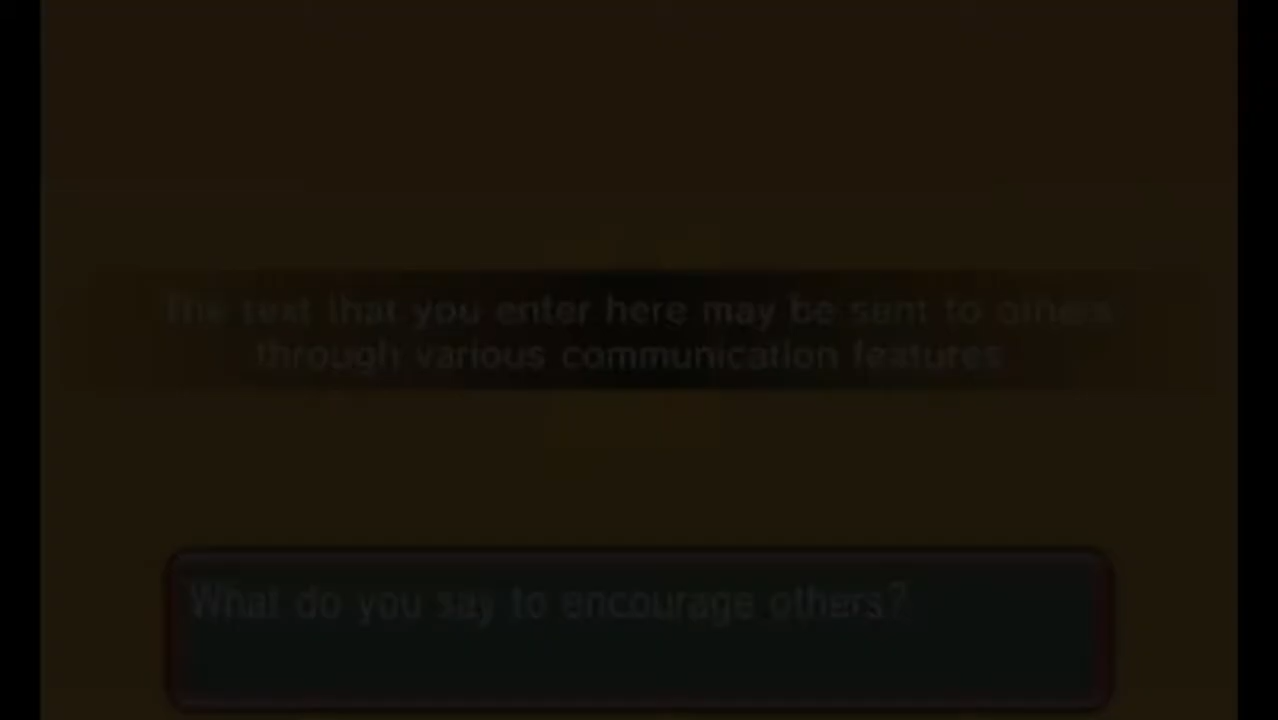 The text that you enter here may be sent to others
through various communication features
What do you say to encourage others?